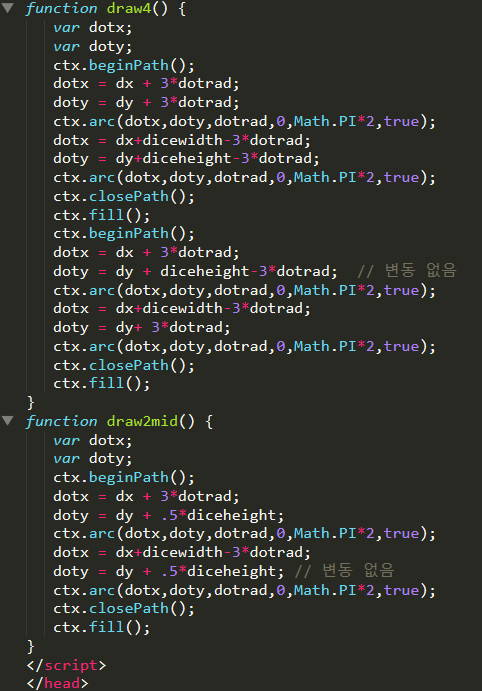 function draw4() {
var dotx;
var doty;
ctx.beginPath();
dotx = dx + 3*dotrad;
doty = dy + 3*dotrad;
ctx.arc(dotx,doty,dotrad,0,Math.PI*2,true);
dotx = dx+dicewidth-3*dotrad;
doty = dy+diceheight-3*dotrad;
ctx.arc(dotx,doty,dotrad,0,Math.PI*2,true);
ctx.closePath();
ctx.fill();
ctx.beginPath();
dotx = dx + 3*dotrad;
doty = dy + diceheight-3*dotrad;  // 변동 없음
ctx.arc(dotx,doty,dotrad,0,Math.PI*2,true);
dotx = dx+dicewidth-3*dotrad;
doty = dy+ 3*dotrad;
ctx.arc(dotx,doty,dotrad,0,Math.PI*2,true);
ctx.closePath();
ctx.fill();
}
function draw2mid() {
var dotx;
var doty;
ctx.beginPath();
dotx = dx + 3*dotrad;
doty = dy + .5*diceheight;
ctx.arc(dotx,doty,dotrad,0,Math.PI*2,true);
dotx = dx+dicewidth-3*dotrad;
doty = dy + .5*diceheight; // 변동 없음
ctx.arc(dotx,doty,dotrad,0,Math.PI*2,true);
ctx.closePath();
ctx.fill();
}
</script>
</head>